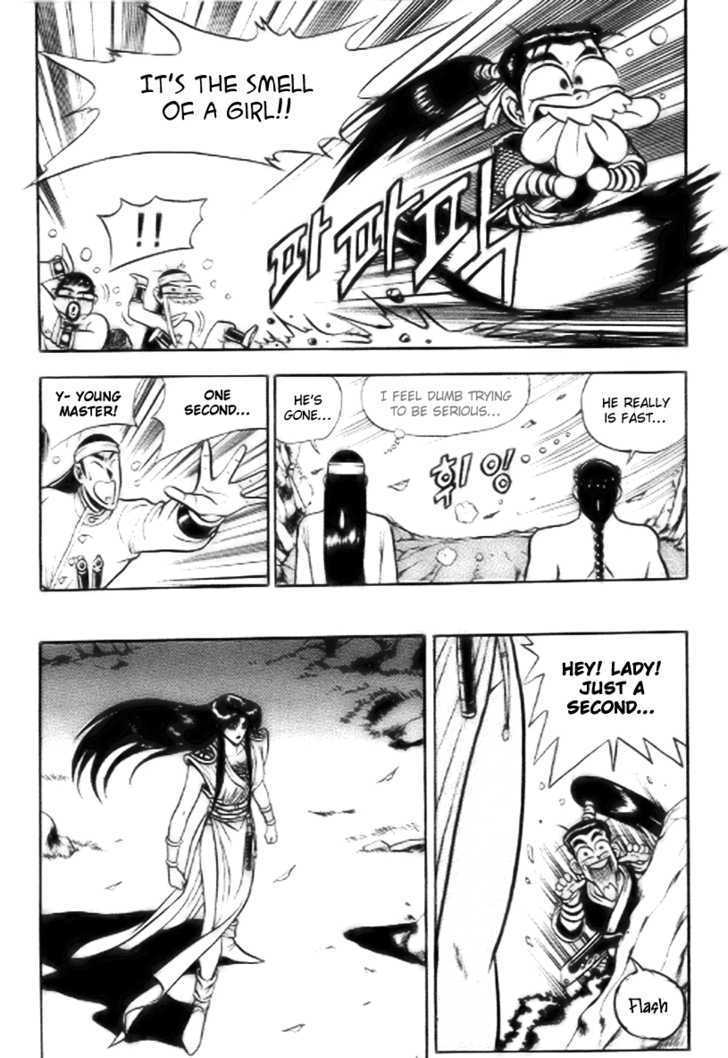 IT'S THE SMELL
OF A GIRL!!
!!
파파팍
Y- YOUNG
MASTER!
ONE
SECOND...
HE'S
GONE...
I FEEL DUMB TRYING
TO BE SERIOUS...
HE REALLY
IS FAST...
휘잉
HEY! LADY!
JUST A
SECOND...
Flash